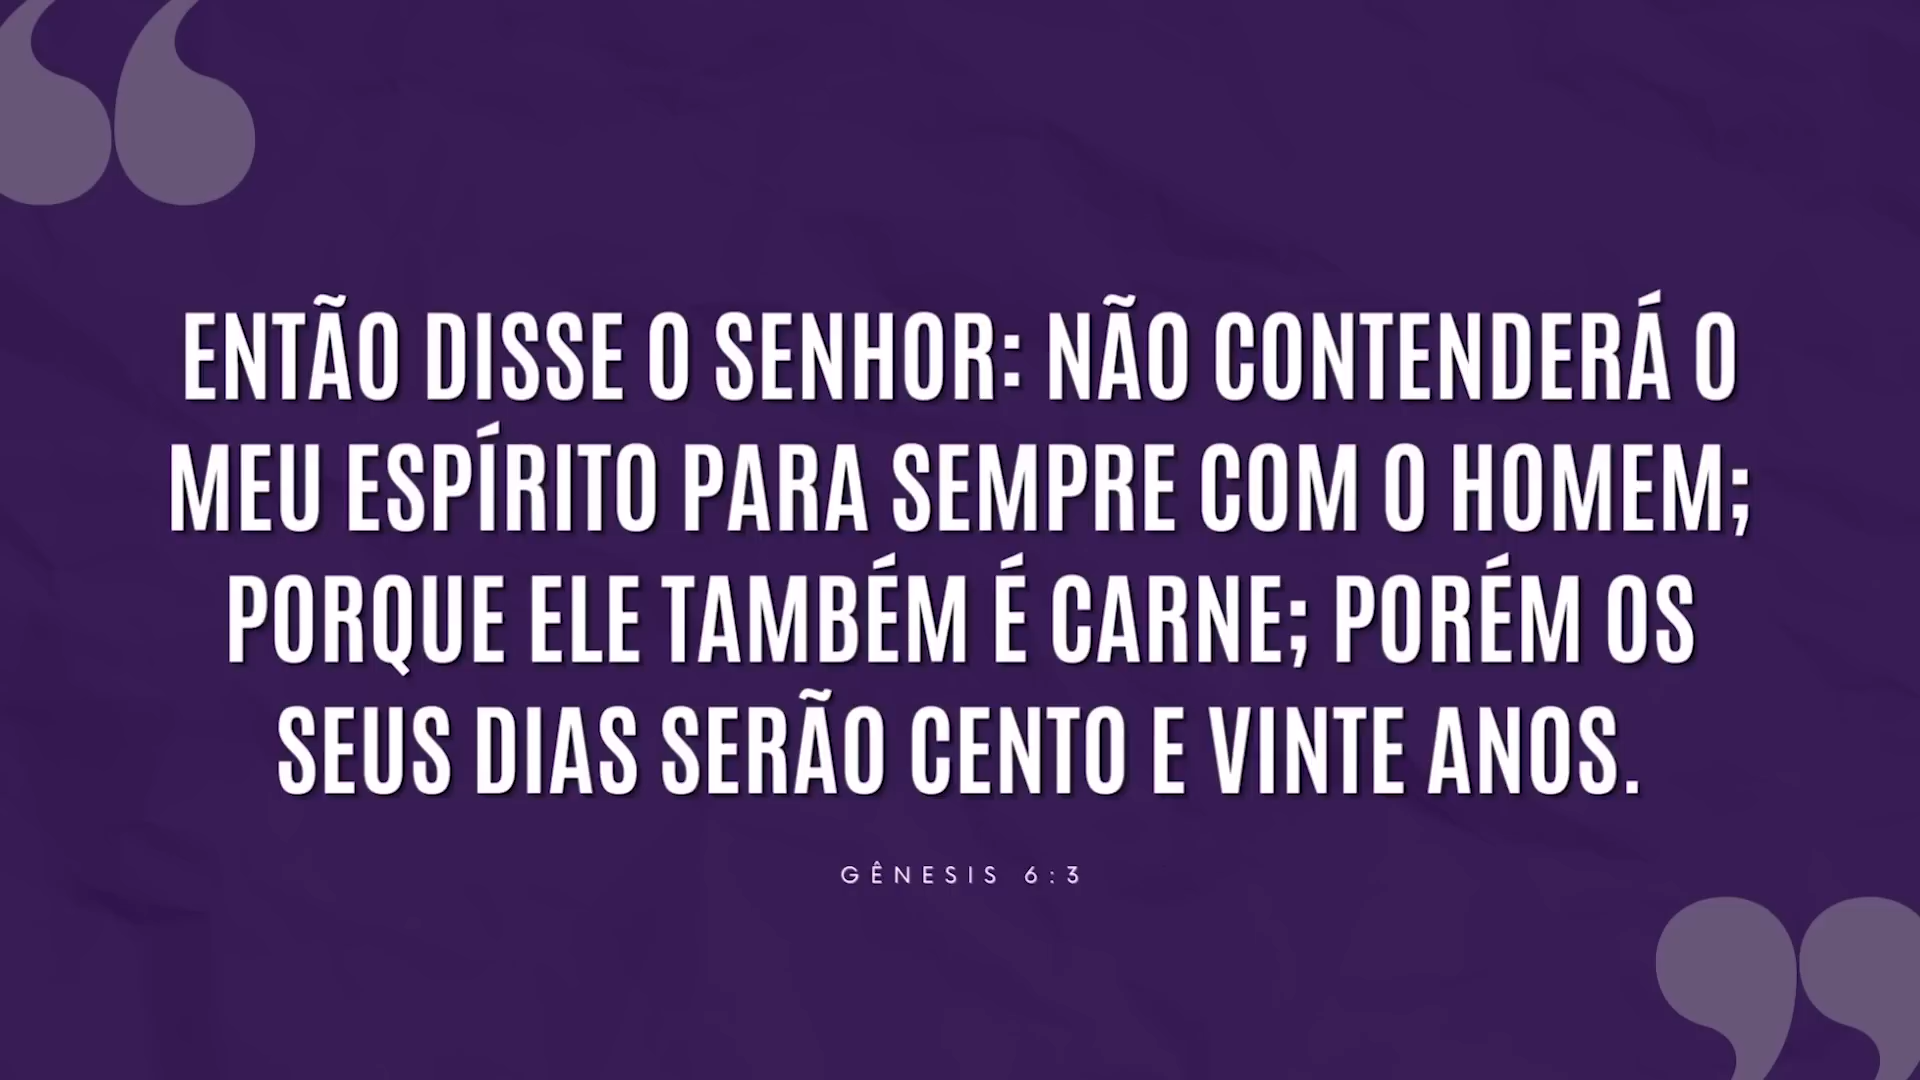 ENTÃO DISSE O SENHOR: NÃO CONTENDERÁ O
MEU ESPÍRITO PARA SEMPRE COM O HOMEM;
PORQUE ELE TAMBÉM É CARNE; PORÉM OS
SEUS DIAS SERÃO CENTO E VINTE ANOS.
GÊNESIS 6:3